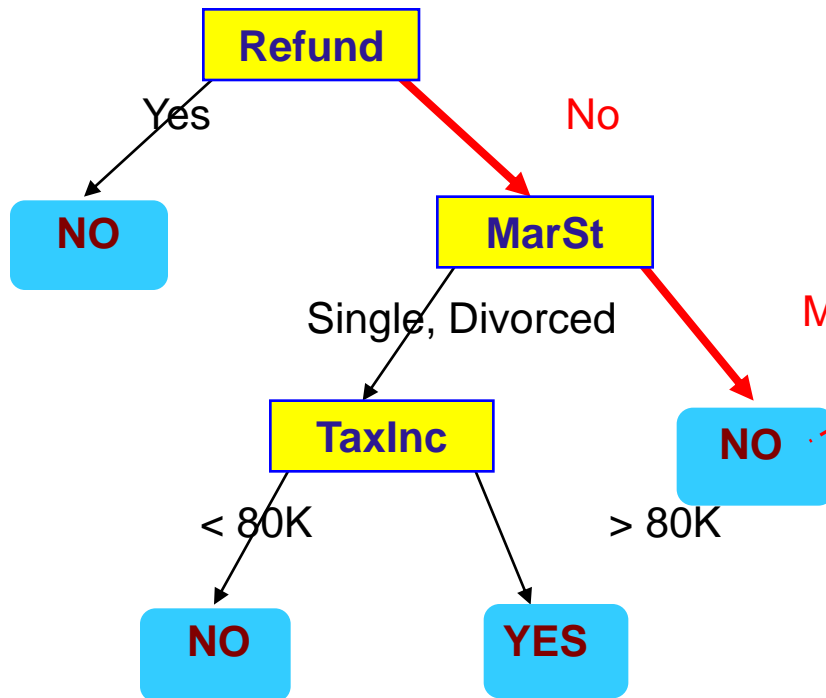 Refund
Yes
No
NO
MarSt
Single, Divorced
M
TaxInc
NO
< 80K
> 80K
NO
YES